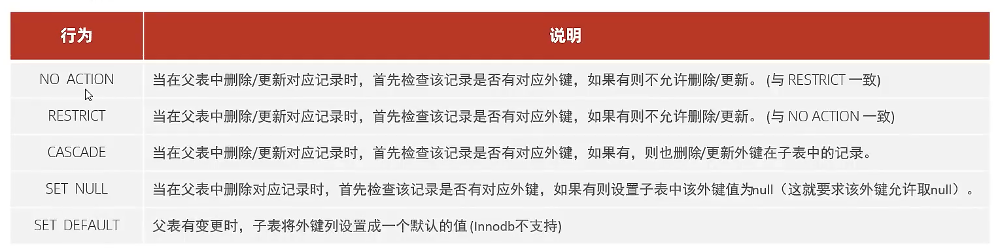 行为 说明
NO ACTION 当在父表中删除/更新对应记录时，首先检查该记录是否有对应外键，如果有则不允许删除/更新。 (与 RESTRICT 一致)
RESTRICT 当在父表中删除/更新对应记录时，首先检查该记录是否有对应外键，如果有则不允许删除/更新。 (与 NO ACTION 一致)
CASCADE 当在父表中删除/更新对应记录时，首先检查该记录是否有对应外键，如果有，则也删除/更新外键在子表中的记录。
SET NULL 当在父表中删除对应记录时，首先检查该记录是否有对应外键，如果有则设置子表中该外键值为null（这就要求该外键允许取null）。
SET DEFAULT 父表有变更时，子表将外键列设置成一个默认的值 (Innodb不支持)